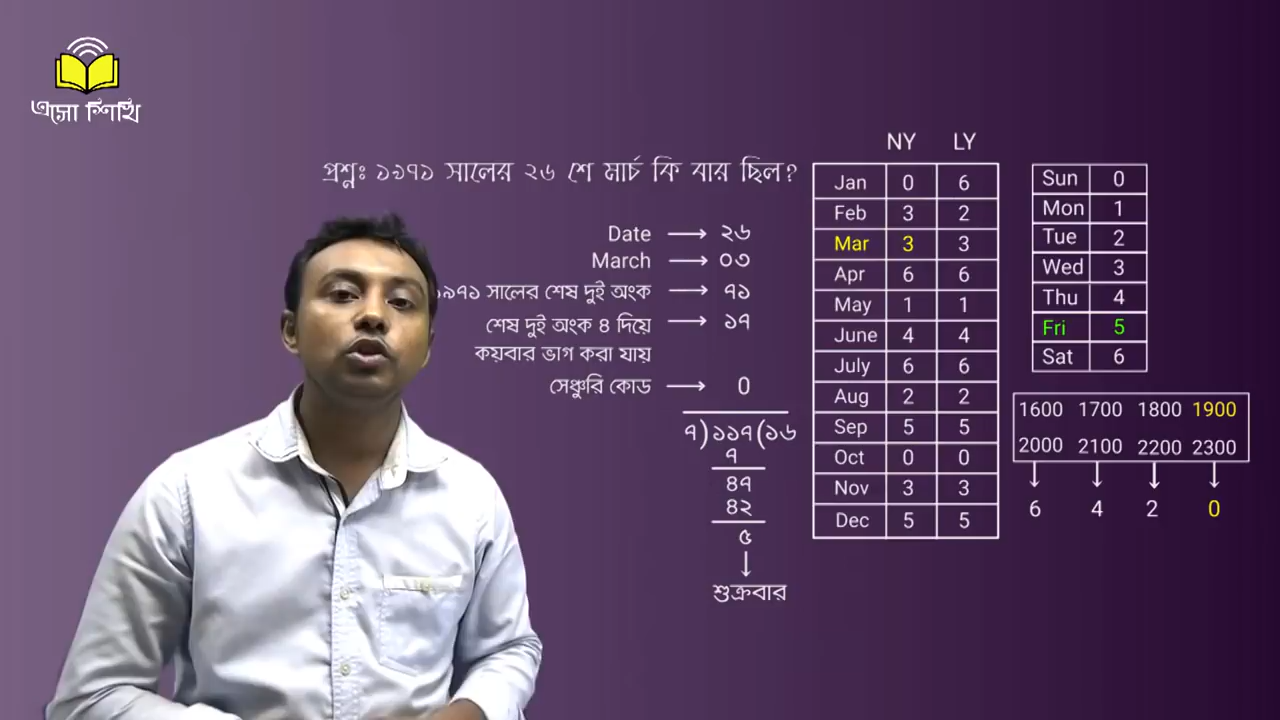 এসো শিখি
প্রশ্নঃ ১৯৭১ সালের ২৬ শে মার্চ কি বার ছিল?
Date → ২৬
March → ০৩
১৯৭১ সালের শেষ দুই অংক → ৭১
শেষ দুই অংক ৪ দিয়ে → ১৭
কয়বার ভাগ করা যায়
সেঞ্চুরি কোড → 0
৭)১১৭(১৬
৭
৪৭
৪২
৫
↓
শুক্রবার
NY LY
Jan 0 6
Feb 3 2
Mar 3 3
Apr 6 6
May 1 1
June 4 4
July 6 6
Aug 2 2
Sep 5 5
Oct 0 0
Nov 3 3
Dec 5 5
Sun 0
Mon 1
Tue 2
Wed 3
Thu 4
Fri 5
Sat 6
1600 1700 1800 1900
2000 2100 2200 2300
↓ ↓ ↓ ↓
6 4 2 0